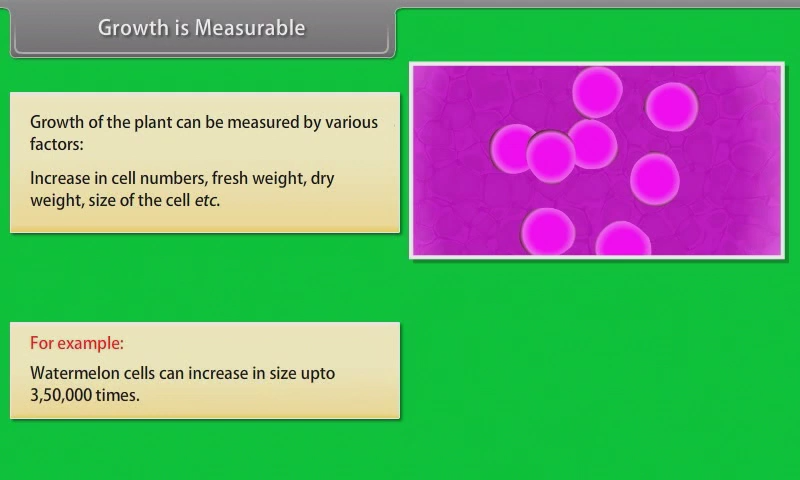 Growth is Measurable
Growth of the plant can be measured by various
factors:
Increase in cell numbers, fresh weight, dry
weight, size of the cell etc.
For example:
Watermelon cells can increase in size upto
3,50,000 times.